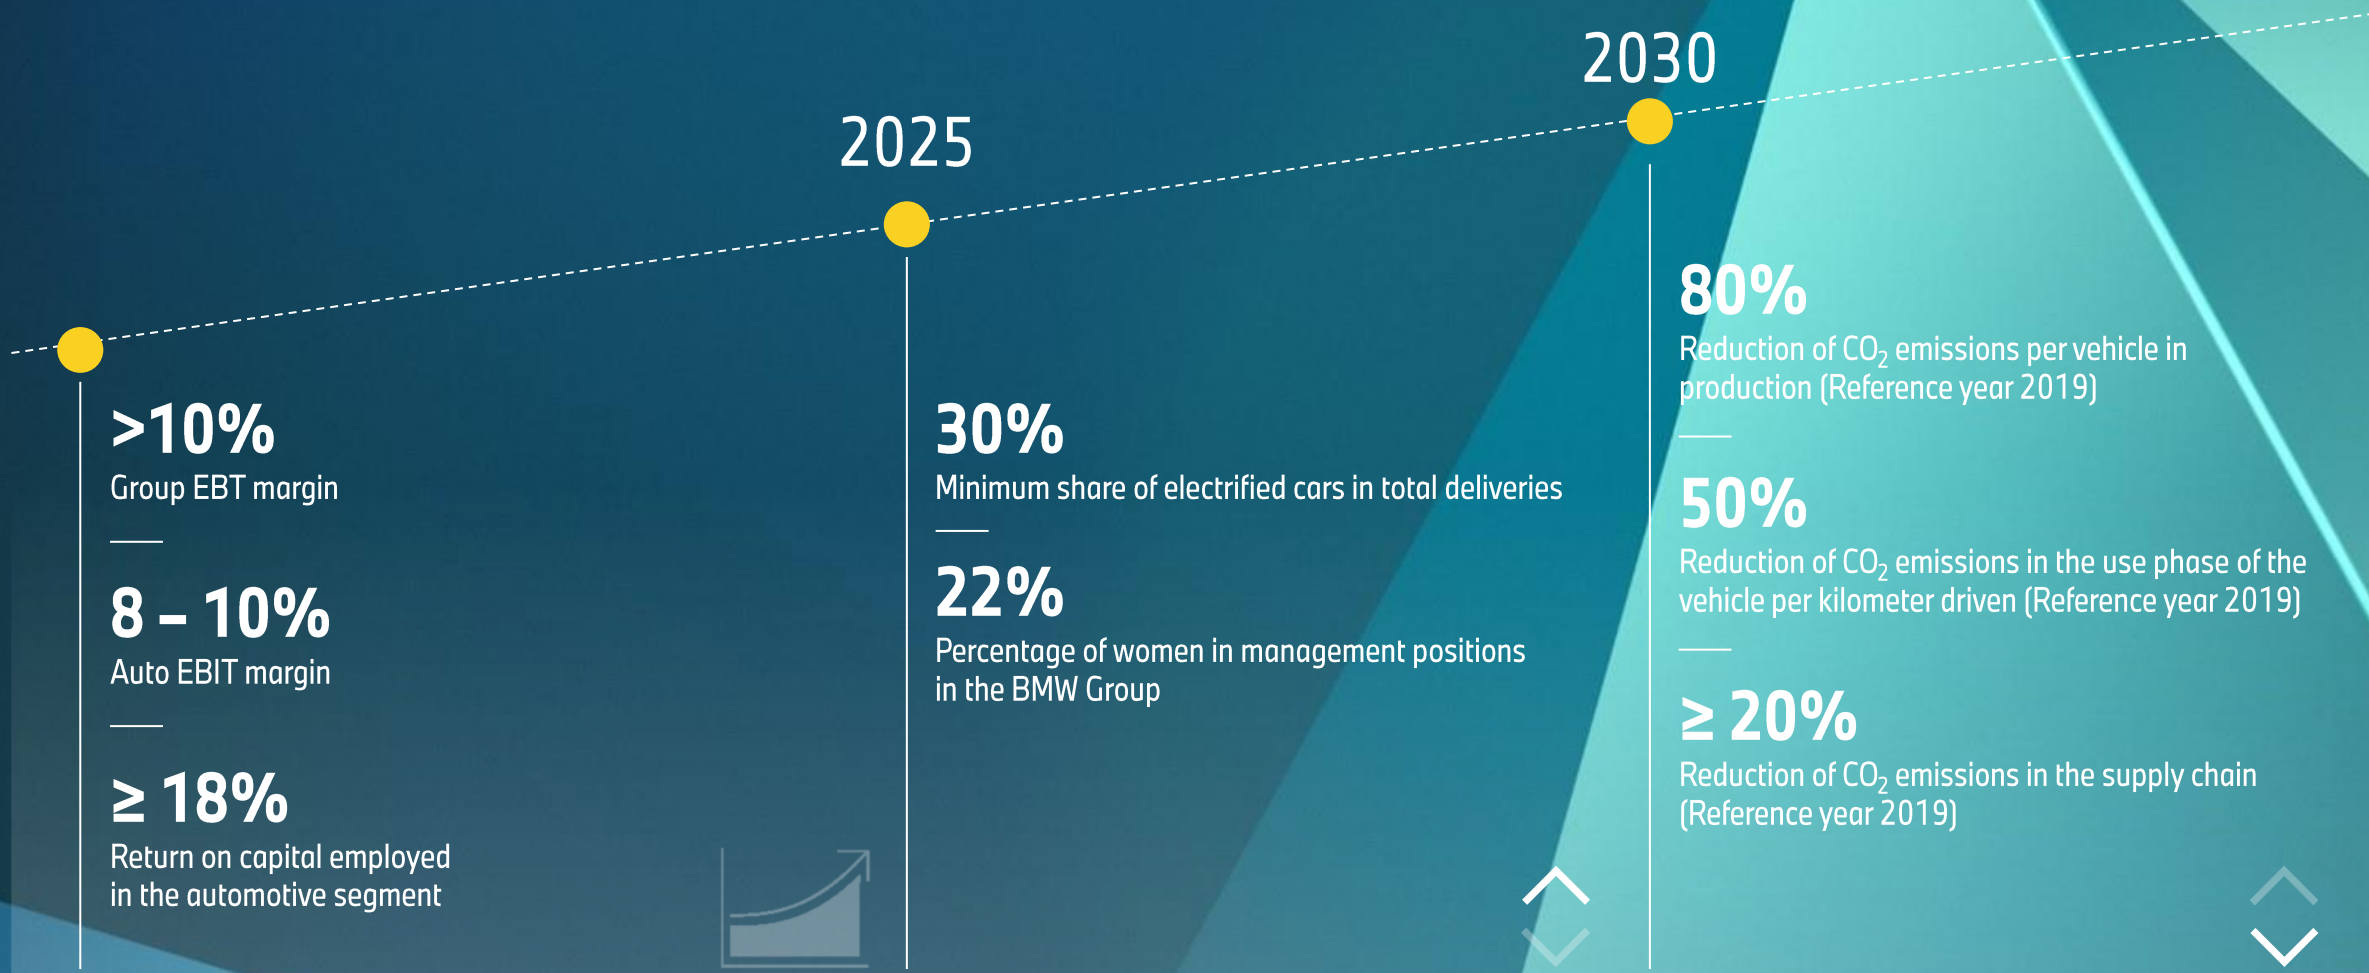 >10%
Group EBT margin
8 – 10%
Auto EBIT margin
≥ 18%
Return on capital employed
in the automotive segment
2025
30%
Minimum share of electrified cars in total deliveries
22%
Percentage of women in management positions
in the BMW Group
2030
80%
Reduction of CO₂ emissions per vehicle in
production (Reference year 2019)
50%
Reduction of CO₂ emissions in the use phase of the
vehicle per kilometer driven (Reference year 2019)
≥ 20%
Reduction of CO₂ emissions in the supply chain
(Reference year 2019)